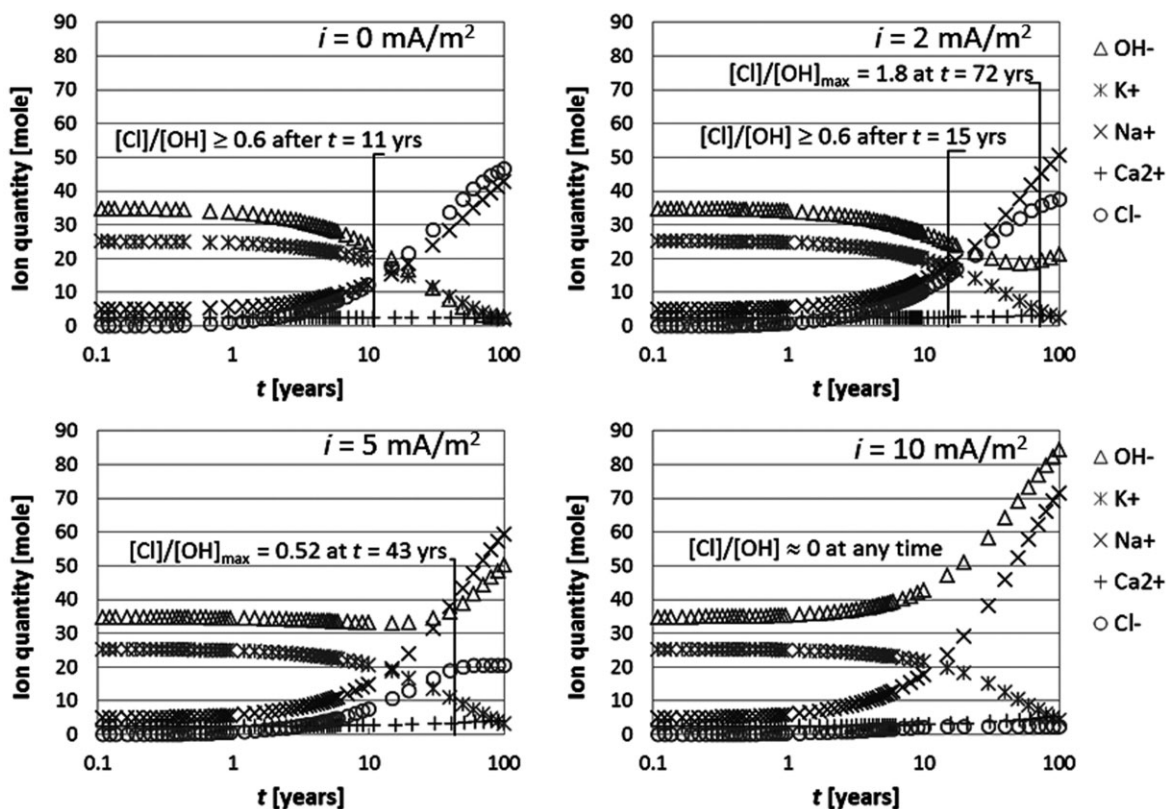 i = 0 mA/m²
90
80
70
60
50
40
30
20
10
0
Ion quantity [mole]
[Cl]/[OH] ≥ 0.6 after t = 11 yrs
0.1 1 10 100
t [years]
i = 2 mA/m²
90
80
70
60
50
40
30
20
10
0
Ion quantity [mole]
[Cl]/[OH]max = 1.8 at t = 72 yrs
[Cl]/[OH] ≥ 0.6 after t = 15 yrs
0.1 1 10 100
t [years]
OH-
K+
Na+
Ca2+
Cl-
i = 5 mA/m²
90
80
70
60
50
40
30
20
10
0
Ion quantity [mole]
[Cl]/[OH]max = 0.52 at t = 43 yrs
0.1 1 10 100
t [years]
i = 10 mA/m²
90
80
70
60
50
40
30
20
10
0
Ion quantity [mole]
[Cl]/[OH] ≈ 0 at any time
0.1 1 10 100
t [years]
OH-
K+
Na+
Ca2+
Cl-